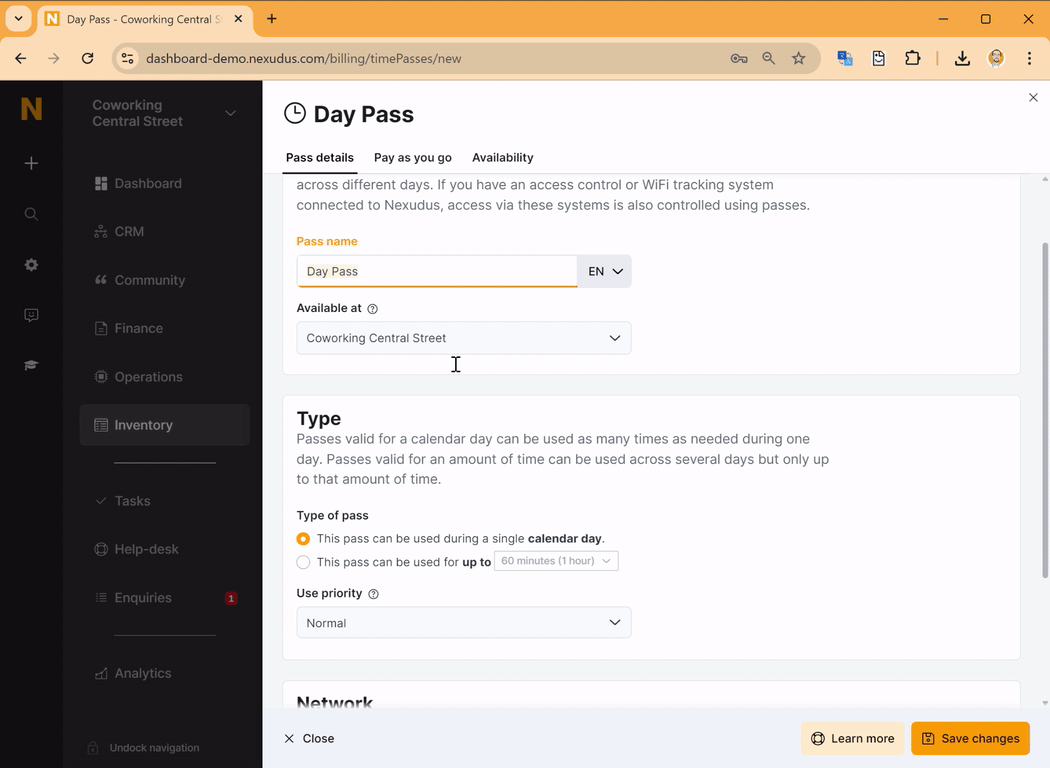 Day Pass - Coworking Central S
dashboard-demo.nexudus.com/billing/timePasses/new
N
Coworking
Central Street
Dashboard
CRM
Community
Finance
Operations
Inventory
Tasks
Help-desk
Enquiries
1
Analytics
Undock navigation
Day Pass
Pass details
Pay as you go
Availability
across different days. If you have an access control or WiFi tracking system
connected to Nexudus, access via these systems is also controlled using passes.
Pass name
Day Pass
EN
Available at
Coworking Central Street
Type
Passes valid for a calendar day can be used as many times as needed during one
day. Passes valid for an amount of time can be used across several days but only up
to that amount of time.
Type of pass
This pass can be used during a single calendar day.
This pass can be used for up to 60 minutes (1 hour)
Use priority
Normal
Network
Close
Learn more
Save changes